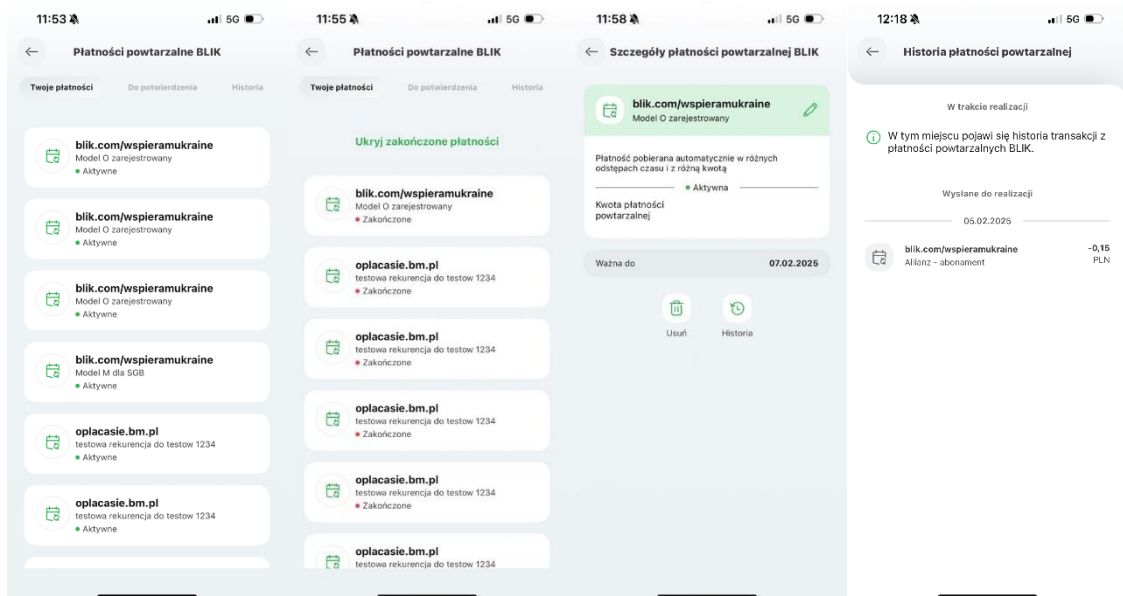 11:53
5G
Płatności powtarzalne BLIK
Twoje płatności
Do potwierdzenia
Historia
blik.com/wspieramukraine
Model O zarejestrowany
Aktywne
blik.com/wspieramukraine
Model O zarejestrowany
Aktywne
blik.com/wspieramukraine
Model O zarejestrowany
Aktywne
blik.com/wspieramukraine
Model M dla SGB
Aktywne
oplacasie.bm.pl
testowa rekurencja do testow 1234
Aktywne
oplacasie.bm.pl
testowa rekurencja do testow 1234
Aktywne
11:55
5G
Płatności powtarzalne BLIK
Twoje płatności
Do potwierdzenia
Historia
Ukryj zakończone płatności
blik.com/wspieramukraine
Model O zarejestrowany
Zakończone
oplacasie.bm.pl
testowa rekurencja do testow 1234
Zakończone
oplacasie.bm.pl
testowa rekurencja do testow 1234
Zakończone
oplacasie.bm.pl
testowa rekurencja do testow 1234
Zakończone
oplacasie.bm.pl
testowa rekurencja do testow 1234
Zakończone
oplacasie.bm.pl
testowa rekurencja do testow 1234
11:58
5G
Szczegóły płatności powtarzalnej BLIK
blik.com/wspieramukraine
Model O zarejestrowany
Płatność pobierana automatycznie w różnych
odstępach czasu i z różną kwotą
Aktywna
Kwota płatności
powtarzalnej
Ważna do 07.02.2025
Usuń
Historia
12:18
5G
Historia płatności powtarzalnej
W trakcie realizacji
W tym miejscu pojawi się historia transakcji z
płatności powtarzalnych BLIK.
Wysłane do realizacji
05.02.2025
blik.com/wspieramukraine -0,15
Allianz - abonament PLN